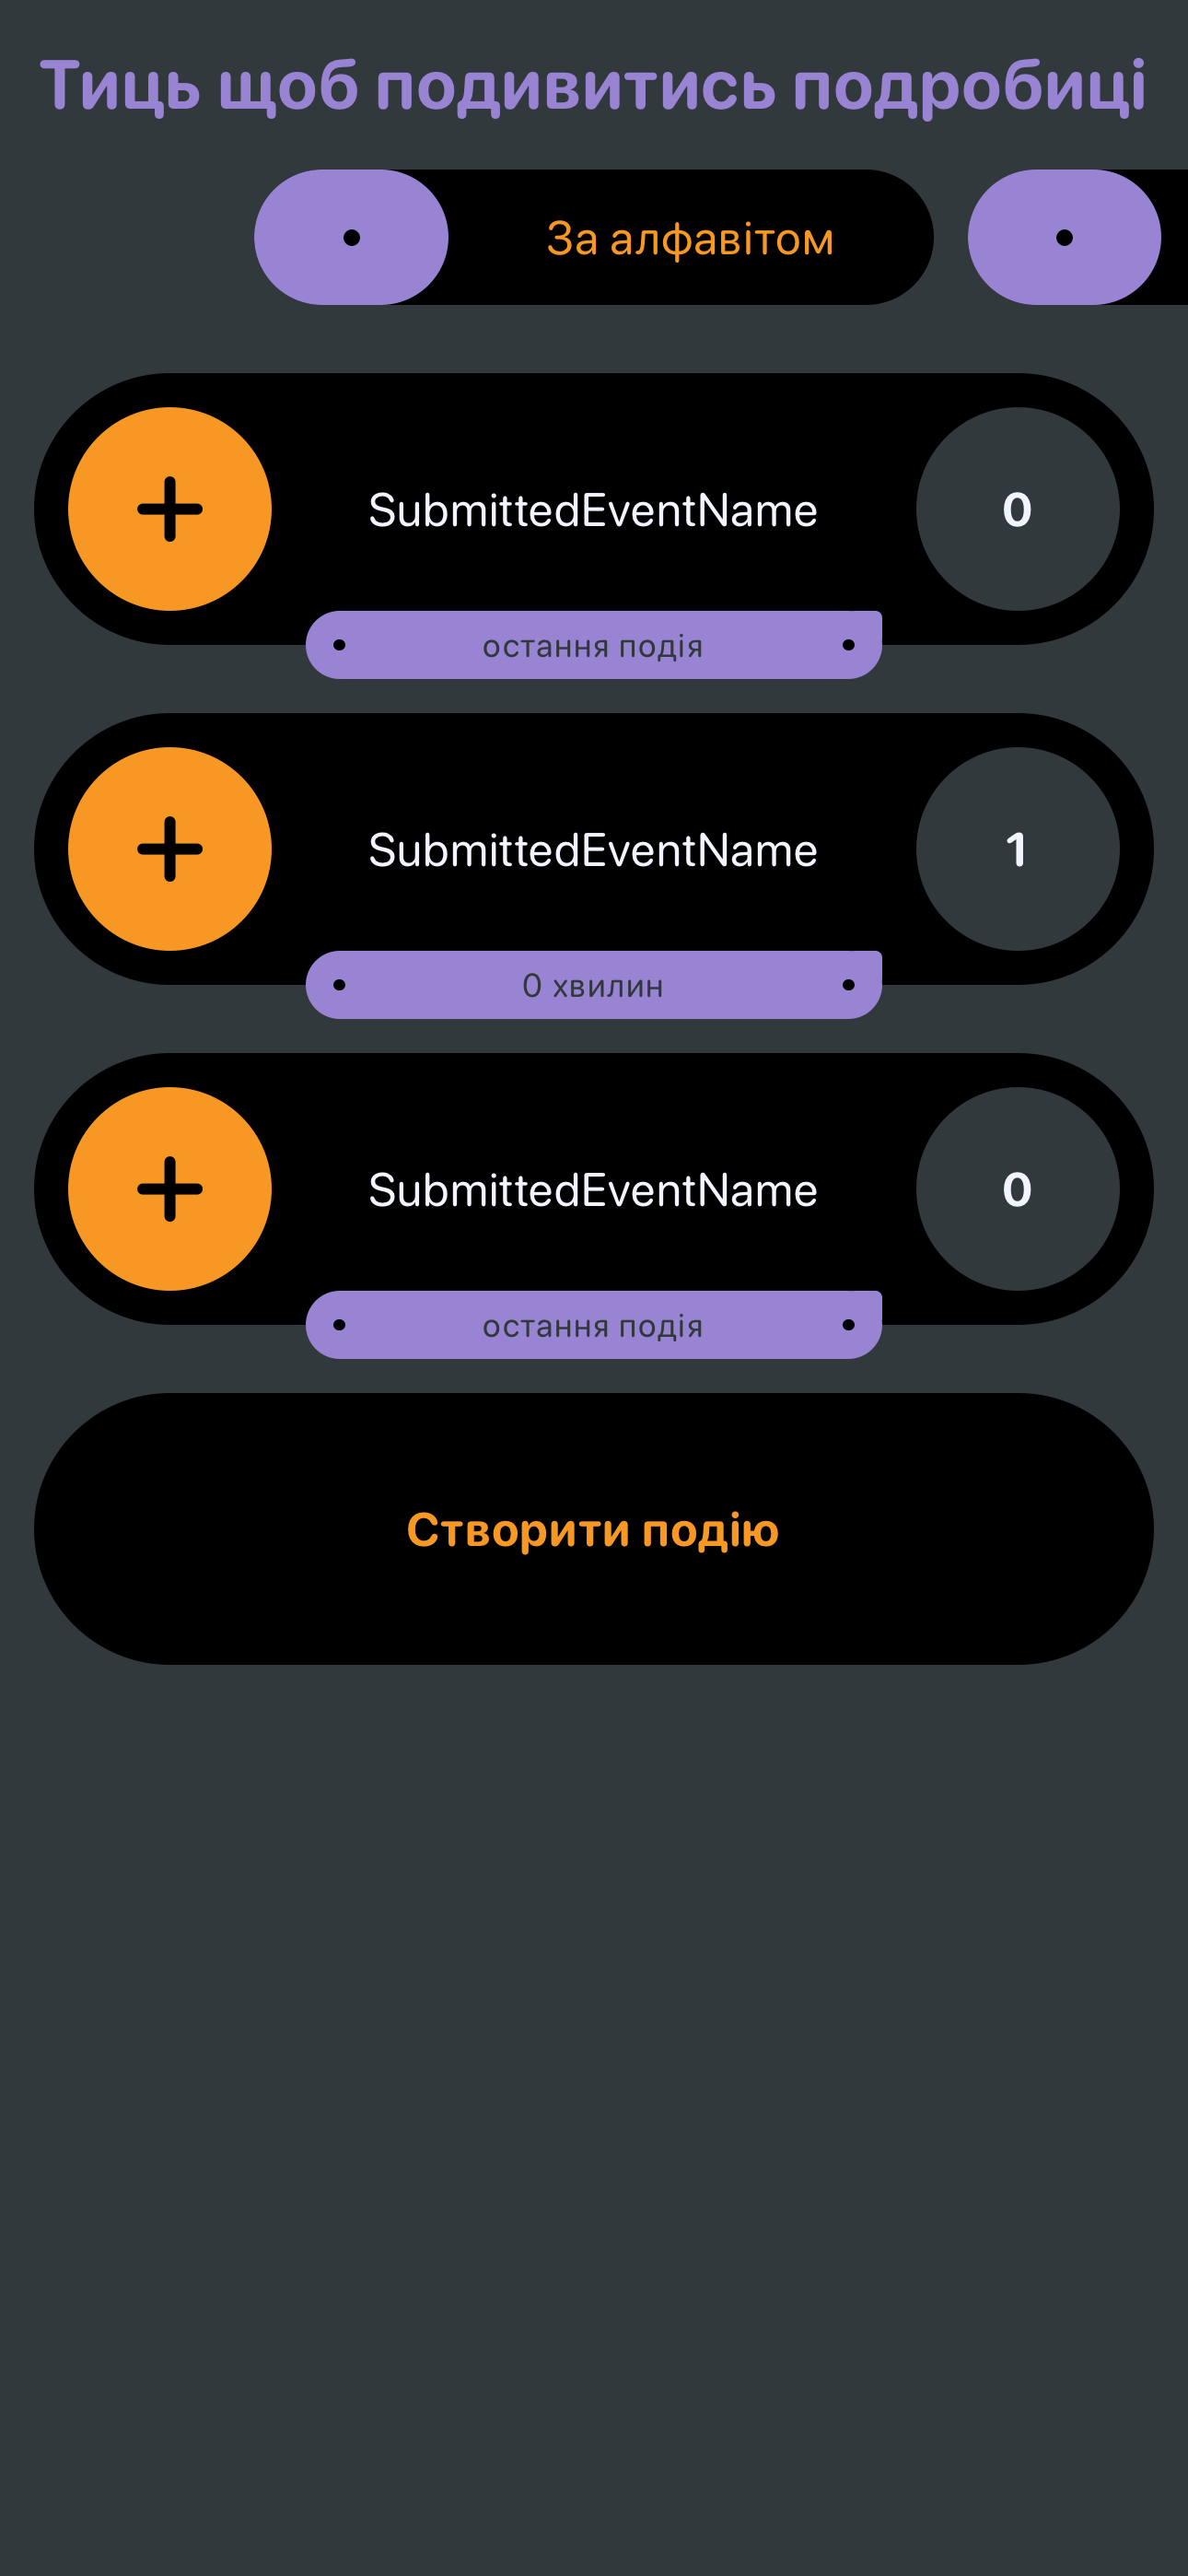 Тиць щоб подивитись подробиці
За алфавітом
SubmittedEventName
0
остання подія
SubmittedEventName
1
0 хвилин
SubmittedEventName
0
остання подія
Створити подію